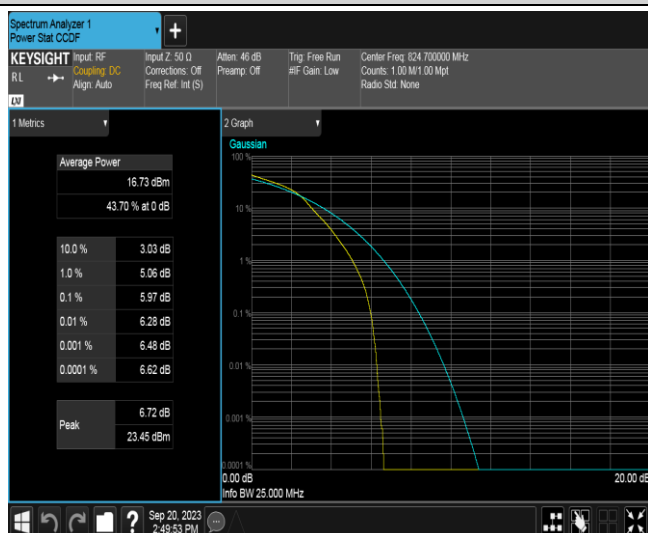 Spectrum Analyzer 1
Power Stat CCDF
+
KEYSIGHT
RL
LXI
Input: RF
Coupling: DC
Align: Auto
Input Z: 50 Ω
Corrections: Off
Freq Ref: Int (S)
Atten: 46 dB
Preamp: Off
Trig: Free Run
#IF Gain: Low
Center Freq: 824.700000 MHz
Counts: 1.00 M/1.00 Mpt
Radio Std: None
1 Metrics
Average Power
16.73 dBm
43.70 % at 0 dB
10.0 % 3.03 dB
1.0 % 5.06 dB
0.1 % 5.97 dB
0.01 % 6.28 dB
0.001 % 6.48 dB
0.0001 % 6.62 dB
Peak
6.72 dB
23.45 dBm
2 Graph
Gaussian
100 %
10 %
1 %
0.1 %
0.01 %
0.001 %
0.0001 %
0.00 dB 20.00 dB
Info BW 25.000 MHz
?
Sep 20, 2023
2:49:53 PM